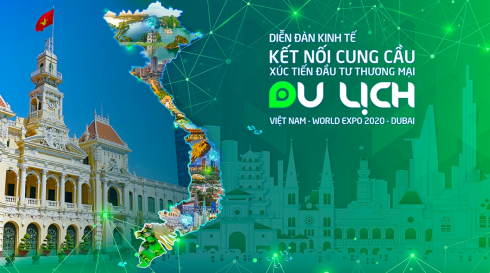 DIỄN ĐÀN KINH TẾ
KẾT NỐI CUNG CẦU
XÚC TIẾN ĐẦU TƯ THƯƠNG MẠI
DU LỊCH
VIỆT NAM - WORLD EXPO 2020 - DUBAI